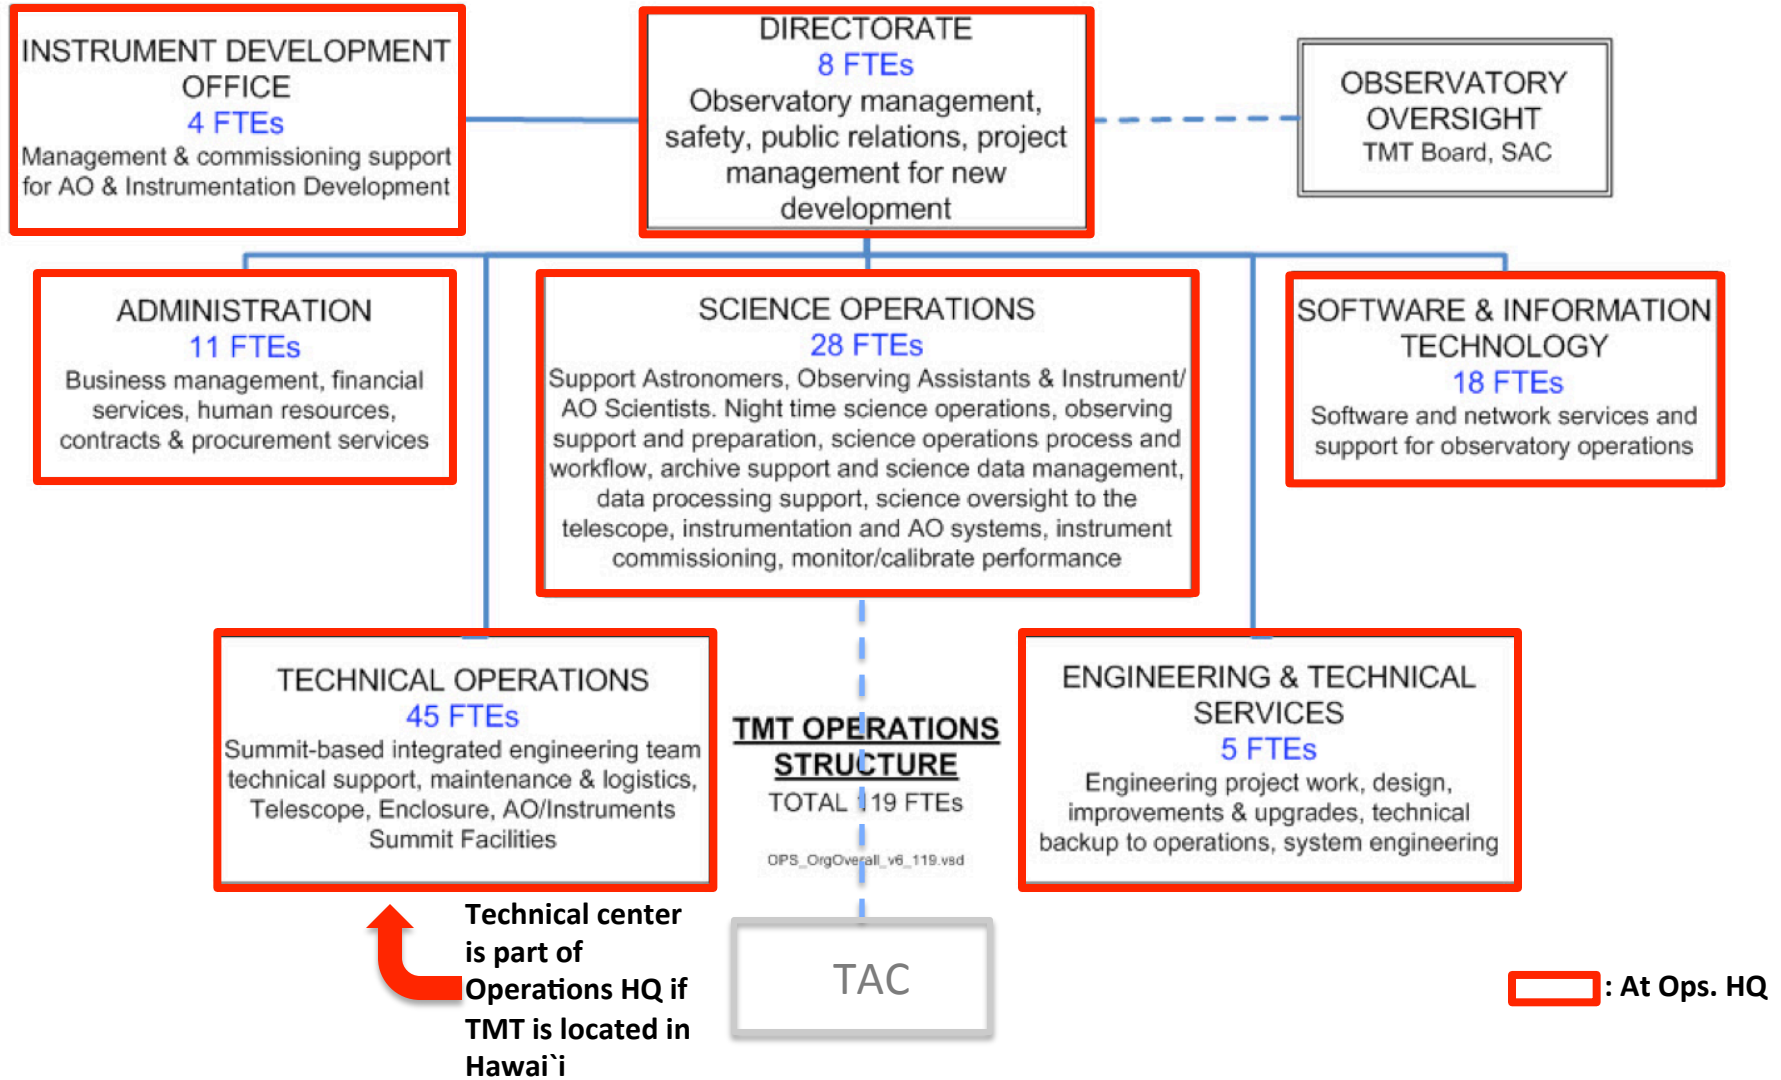 INSTRUMENT DEVELOPMENT
OFFICE
4 FTEs
Management & commissioning support
for AO & Instrumentation Development
DIRECTORATE
8 FTEs
Observatory management,
safety, public relations, project
management for new
development
OBSERVATORY
OVERSIGHT
TMT Board, SAC
ADMINISTRATION
11 FTEs
Business management, financial
services, human resources,
contracts & procurement services
SCIENCE OPERATIONS
28 FTEs
Support Astronomers, Observing Assistants & Instrument/
AO Scientists. Night time science operations, observing
support and preparation, science operations process and
workflow, archive support and science data management,
data processing support, science oversight to the
telescope, instrumentation and AO systems, instrument
commissioning, monitor/calibrate performance
SOFTWARE & INFORMATION
TECHNOLOGY
18 FTEs
Software and network services and
support for observatory operations
TECHNICAL OPERATIONS
45 FTEs
Summit-based integrated engineering team
technical support, maintenance & logistics,
Telescope, Enclosure, AO/Instruments
Summit Facilities
TMT OPERATIONS
STRUCTURE
TOTAL 119 FTEs
OPS_OrgOverall_v6_119.vsd
ENGINEERING & TECHNICAL
SERVICES
5 FTEs
Engineering project work, design,
improvements & upgrades, technical
backup to operations, system engineering
Technical center
is part of
Operations HQ if
TMT is located in
Hawai`i
TAC
: At Ops. HQ